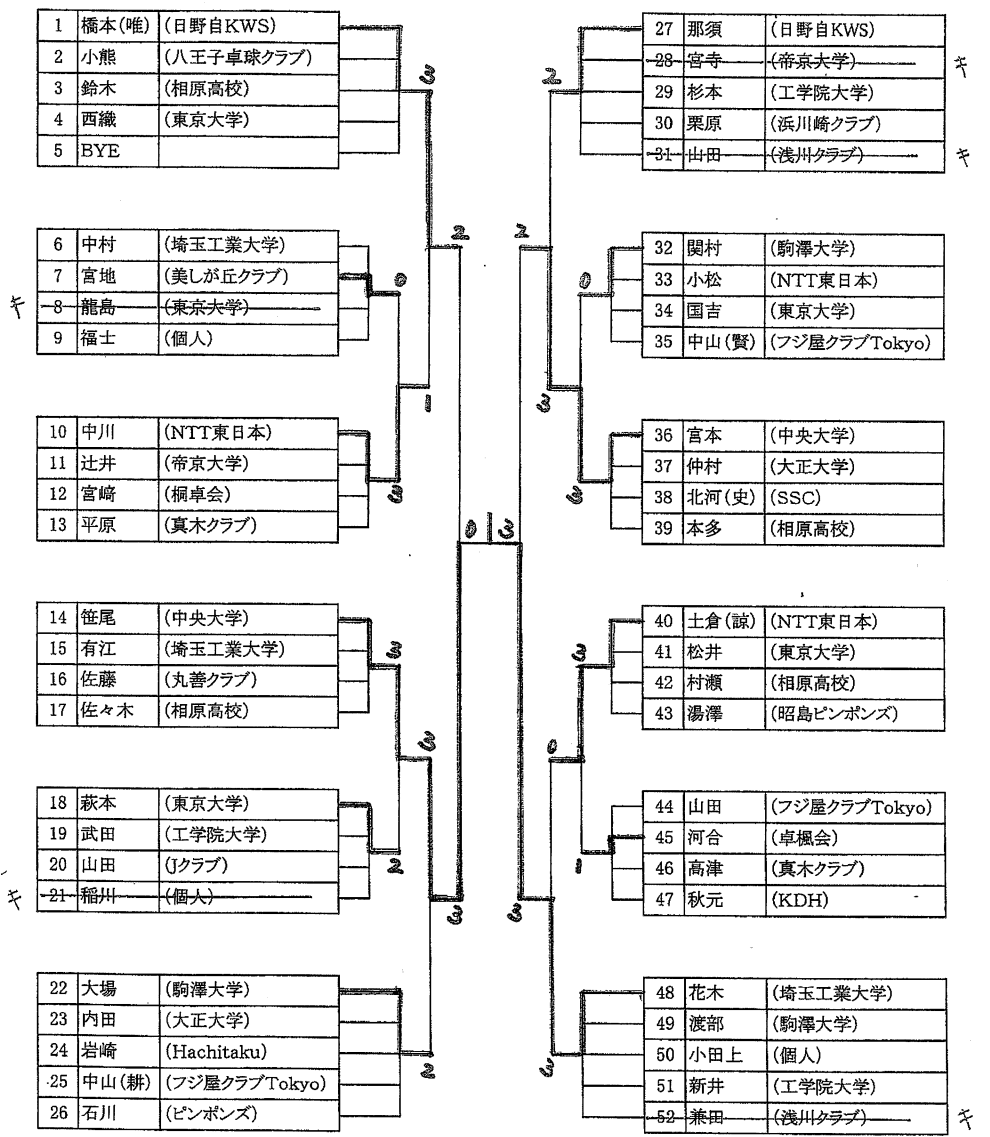 1 橋本(唯) (日野自KWS)
2 小熊 (八王子卓球クラブ)
3 鈴木 (相原高校)
4 西織 (東京大学)
5 BYE
3
2
6 中村 (埼玉工業大学)
7 宮地 (美しが丘クラブ)
キ 8 龍島 (東京大学)
9 福士 (個人)
0
1
10 中川 (NTT東日本)
11 辻井 (帝京大学)
12 宮﨑 (桐卓会)
13 平原 (真木クラブ)
3
0 3
14 笹尾 (中央大学)
15 有江 (埼玉工業大学)
16 佐藤 (丸善クラブ)
17 佐々木 (相原高校)
3
3
18 萩本 (東京大学)
19 武田 (工学院大学)
20 山田 (Jクラブ)
キ 21 稲川 (個人)
2
3
22 大場 (駒澤大学)
23 内田 (大正大学)
24 岩崎 (Hachitaku)
25 中山(耕) (フジ屋クラブTokyo)
26 石川 (ピンポンズ)
2
27 那須 (日野自KWS)
28 宮寺 (帝京大学) キ
29 杉本 (工学院大学)
30 栗原 (浜川崎クラブ)
31 山田 (浅川クラブ) キ
2
2
32 関村 (駒澤大学)
33 小松 (NTT東日本)
34 国吉 (東京大学)
35 中山(賢) (フジ屋クラブTokyo)
0
3
36 宮本 (中央大学)
37 仲村 (大正大学)
38 北河(史) (SSC)
39 本多 (相原高校)
3
40 土倉(諒) (NTT東日本)
41 松井 (東京大学)
42 村瀬 (相原高校)
43 湯澤 (昭島ピンポンズ)
3
0
44 山田 (フジ屋クラブTokyo)
45 河合 (卓楓会)
46 高津 (真木クラブ)
47 秋元 (KDH)
1
3
48 花木 (埼玉工業大学)
49 渡部 (駒澤大学)
50 小田上 (個人)
51 新井 (工学院大学)
52 兼田 (浅川クラブ) キ
3